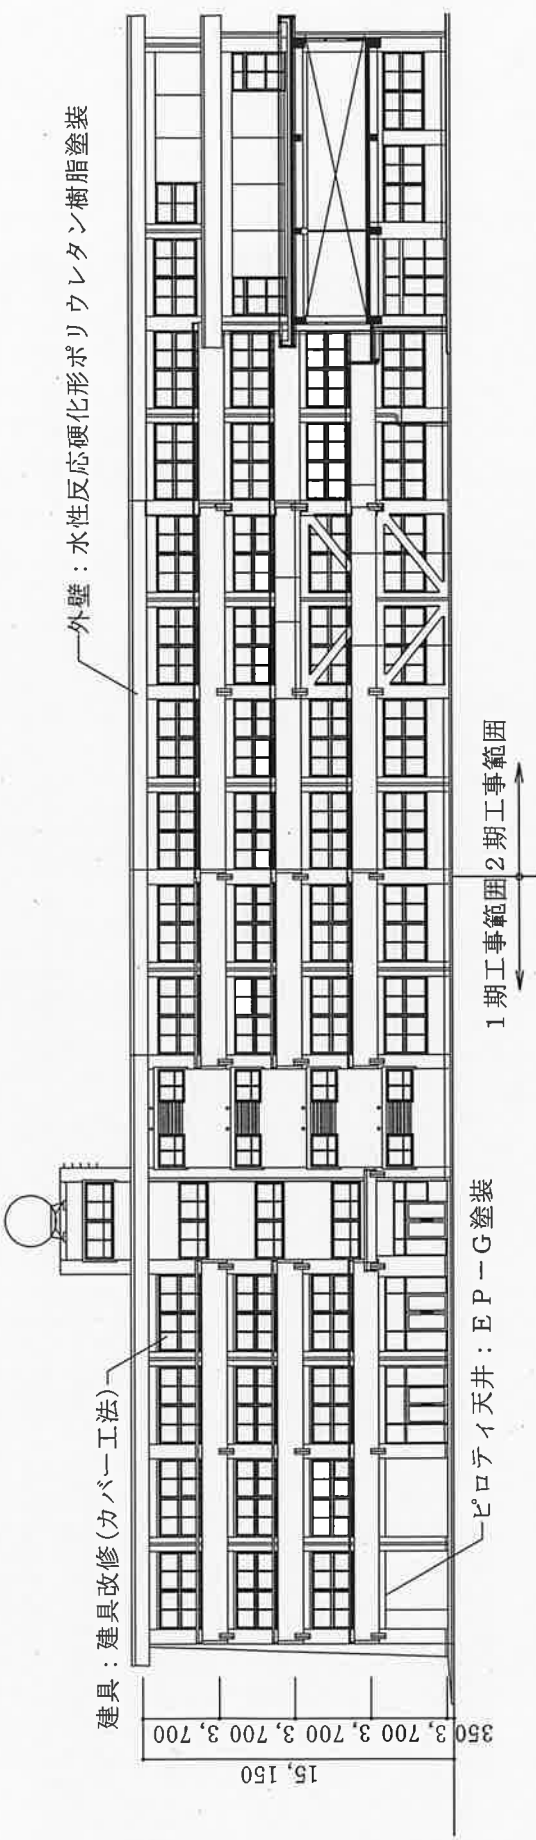 外壁：水性反応硬化形ポリウレタン樹脂塗装
建具：建具改修(カバー工法)
1期工事範囲
2期工事範囲
ピロティ天井：ＥＰ－Ｇ塗装
15,150
3,700
3,700
3,700
3,700
350